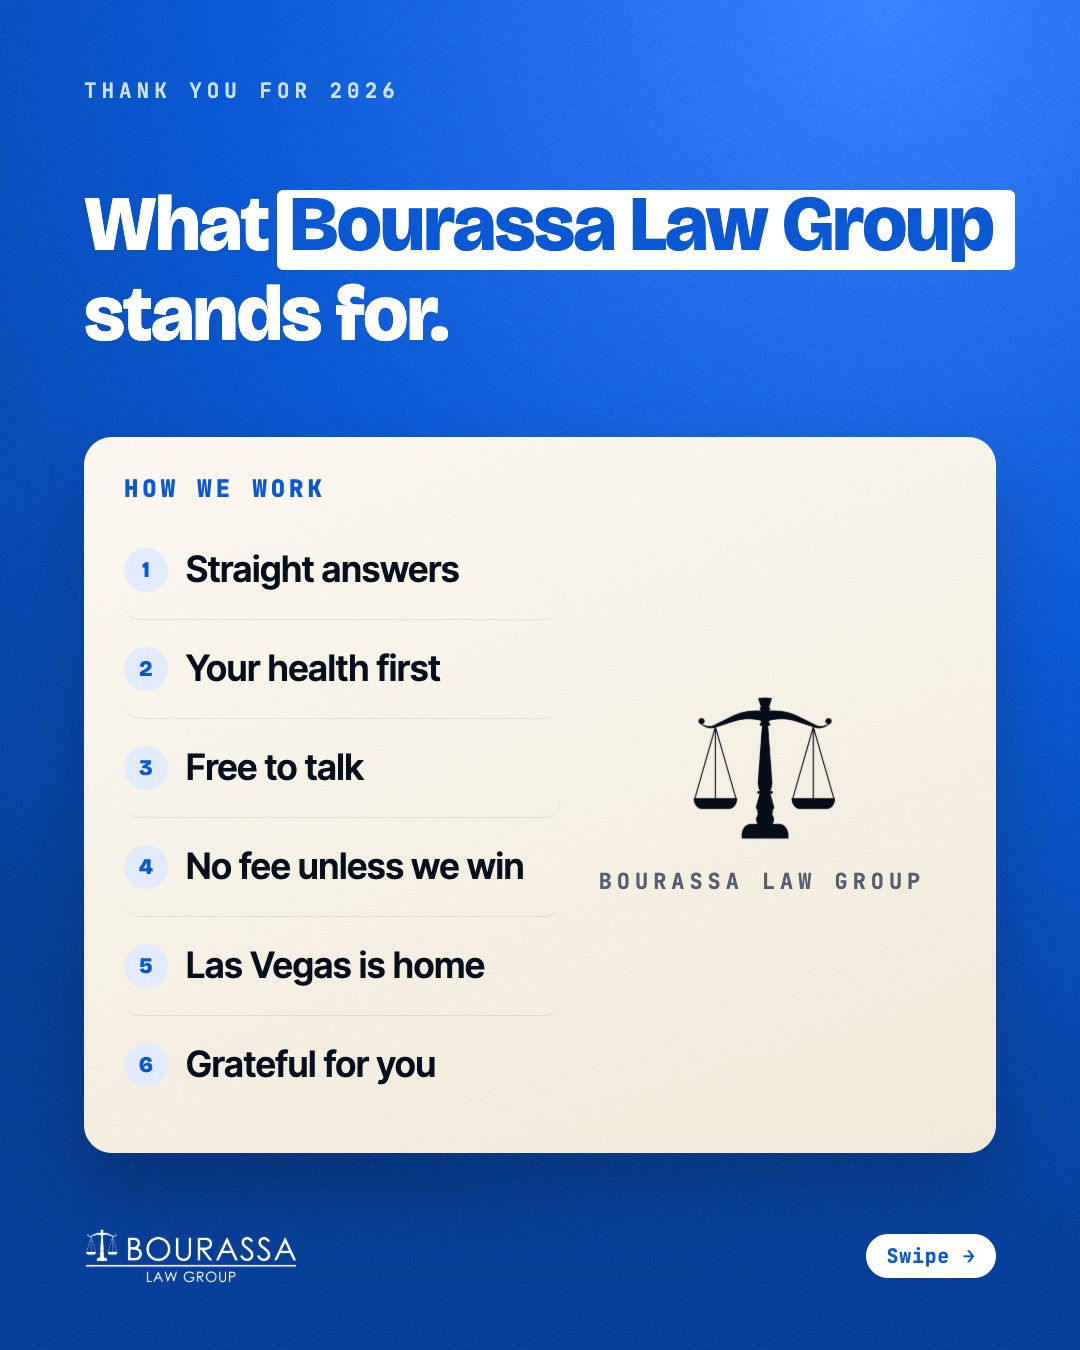 THANK YOU FOR 2026
What Bourassa Law Group
stands for.
HOW WE WORK
1 Straight answers
2 Your health first
3 Free to talk
4 No fee unless we win
5 Las Vegas is home
6 Grateful for you
BOURASSA LAW GROUP
BOURASSA
LAW GROUP
Swipe →